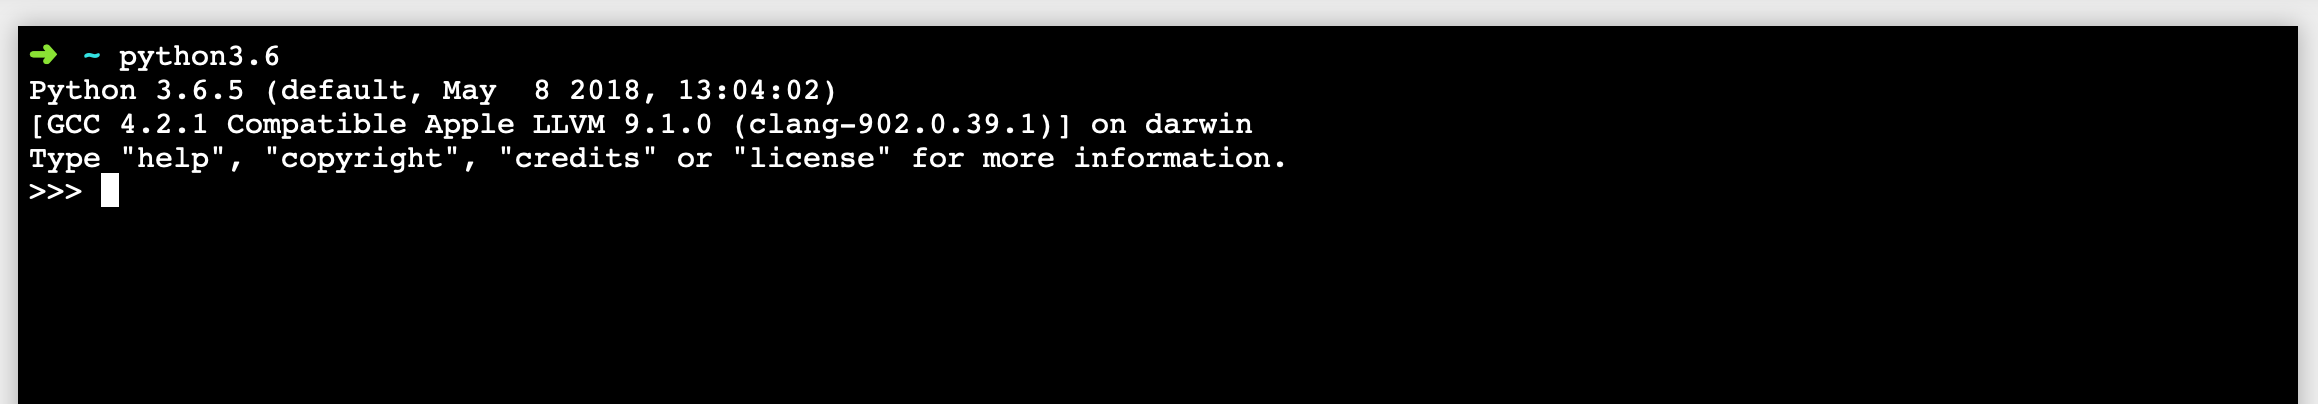 ➜ ~ python3.6
Python 3.6.5 (default, May  8 2018, 13:04:02)
[GCC 4.2.1 Compatible Apple LLVM 9.1.0 (clang-902.0.39.1)] on darwin
Type "help", "copyright", "credits" or "license" for more information.
>>>